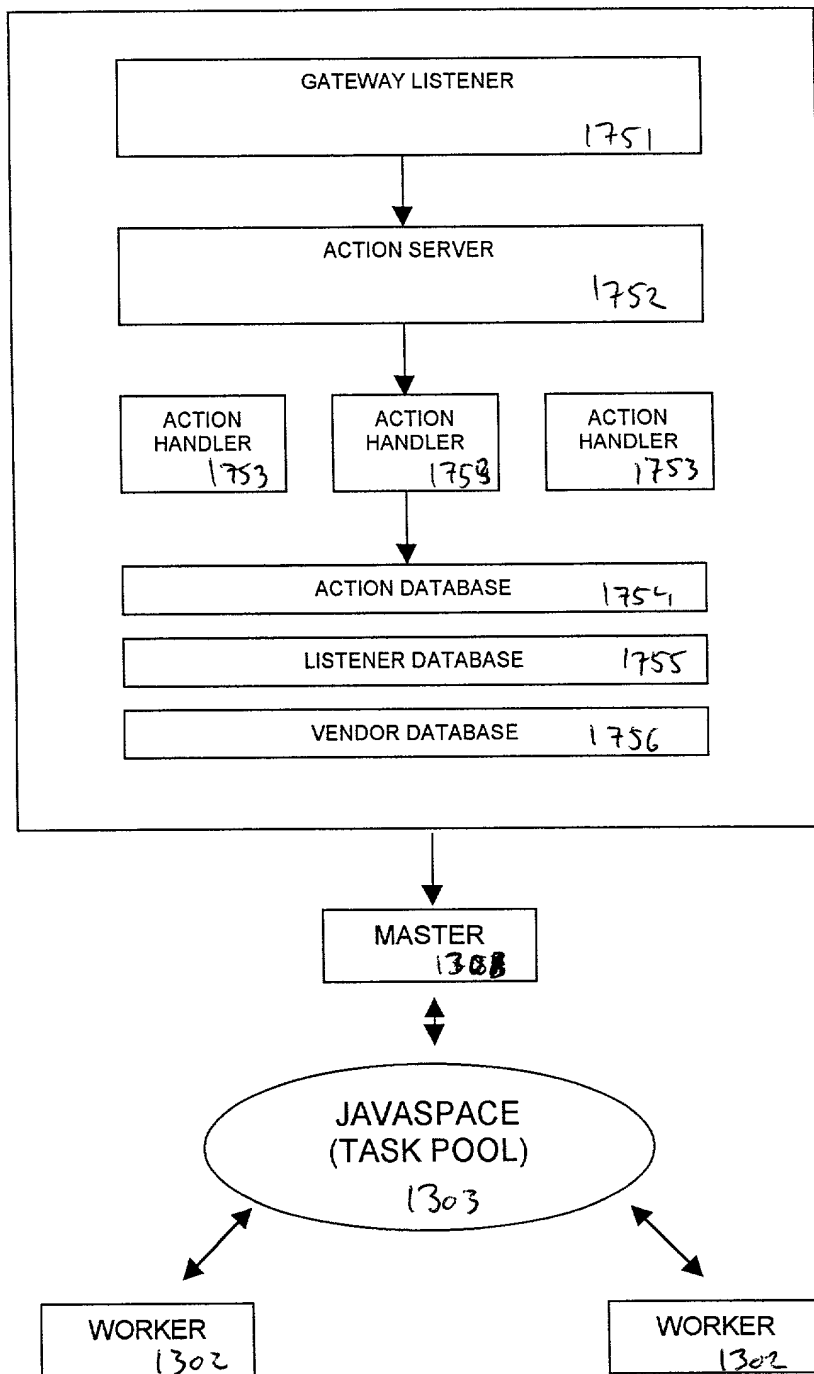 GATEWAY LISTENER
1751
ACTION SERVER
1752
ACTION HANDLER
1753
ACTION HANDLER
ACTION HANDLER
1753
ACTION DATABASE
1754
LISTENER DATABASE
1755
VENDOR DATABASE
1756
MASTER
JAVASPACE
(TASK POOL)
1303
WORKER
1302
WORKER
1302